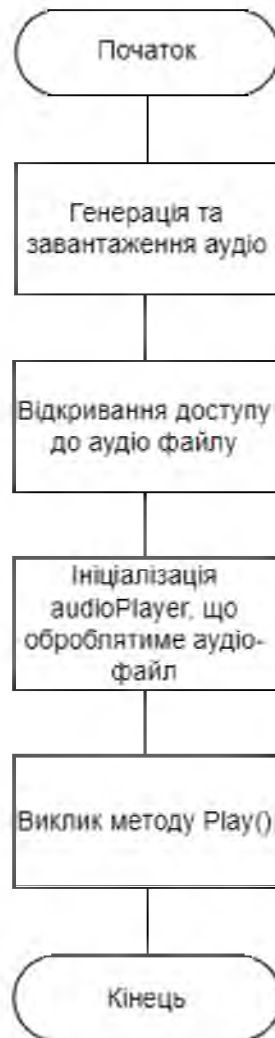 Початок
Генерація та
завантаження аудіо
Відкривання доступу
до аудіо файлу
Ініціалізація
audioPlayer, що
оброблятиме аудіо-
файл
Виклик методу Play()
Кінець